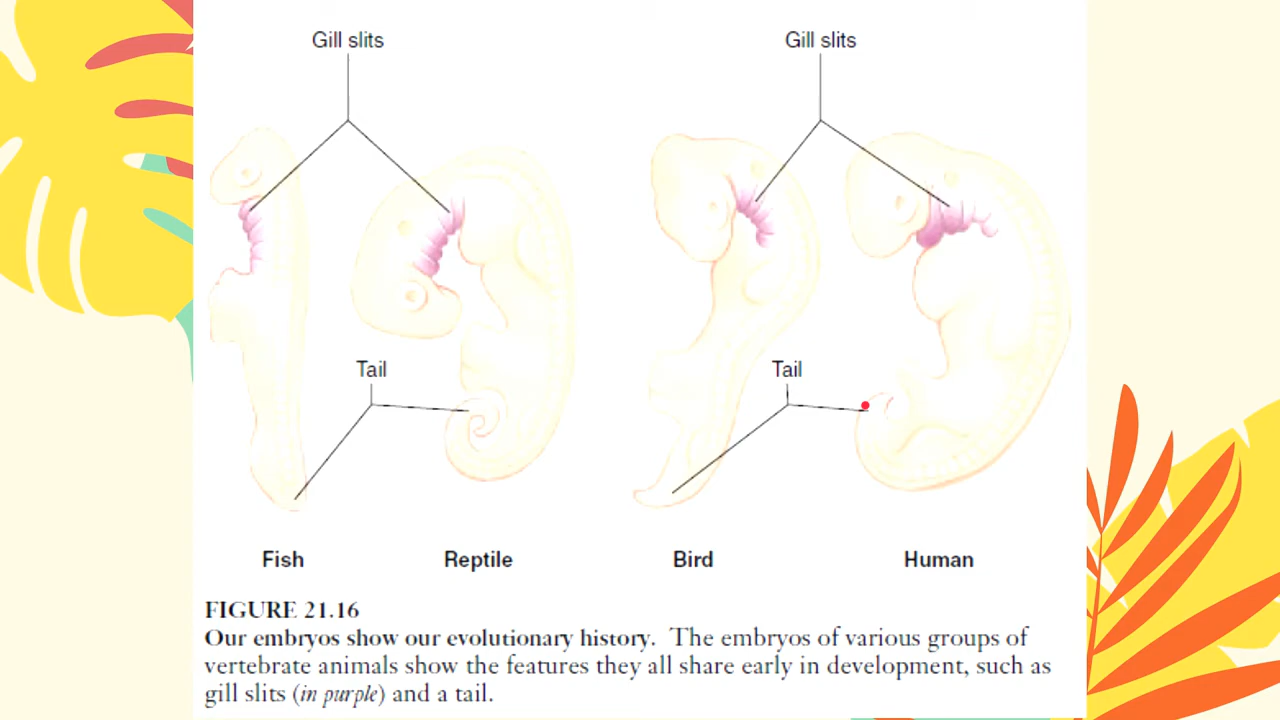 Gill slits
Gill slits
Tail
Tail
Fish
Reptile
Bird
Human
FIGURE 21.16
Our embryos show our evolutionary history. The embryos of various groups of
vertebrate animals show the features they all share early in development, such as
gill slits (in purple) and a tail.